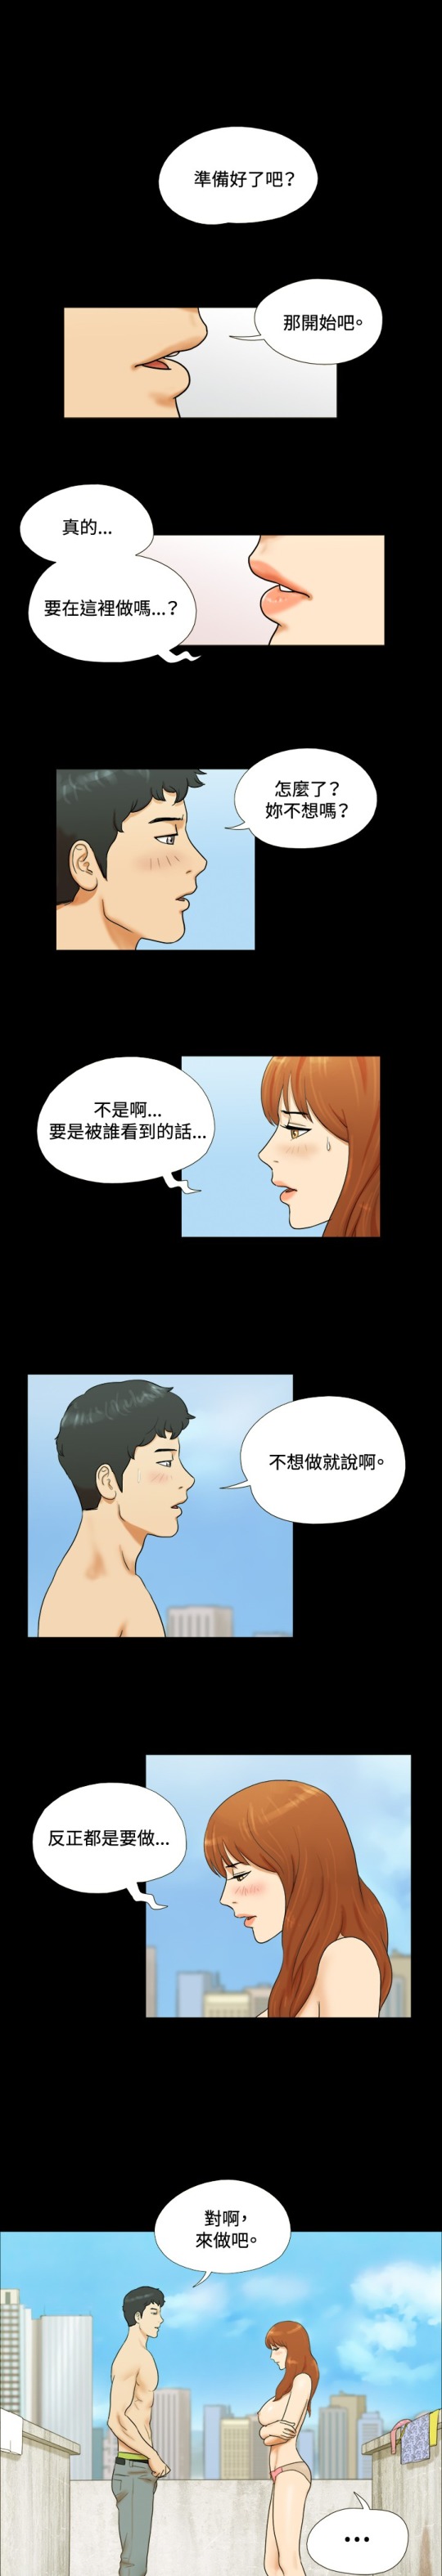 準備好了吧？
那開始吧。
真的...
要在這裡做嗎...？
怎麼了？
妳不想嗎？
不是啊...
要是被誰看到的話...
不想做就說啊。
反正都是要做...
對啊，
來做吧。
...